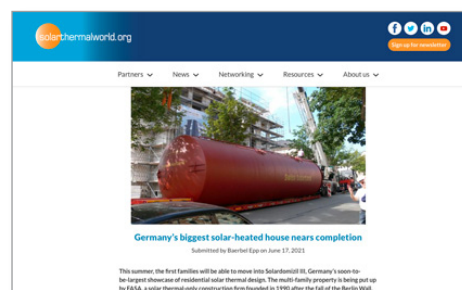 solarthermalworld.org
Sign up for newsletter
Partners News Networking Resources About us
Germany's biggest solar-heated house nears completion
Submitted by Baerbel Epp on June 17, 2021
This summer, the first families will be able to move into Solardomizil III, Germany's soon-to-
be-largest showcase of residential solar thermal design. The multi-family property is being put up
by FASA, a solar thermal-only construction firm founded in 1990 after the fall of the Berlin Wall.